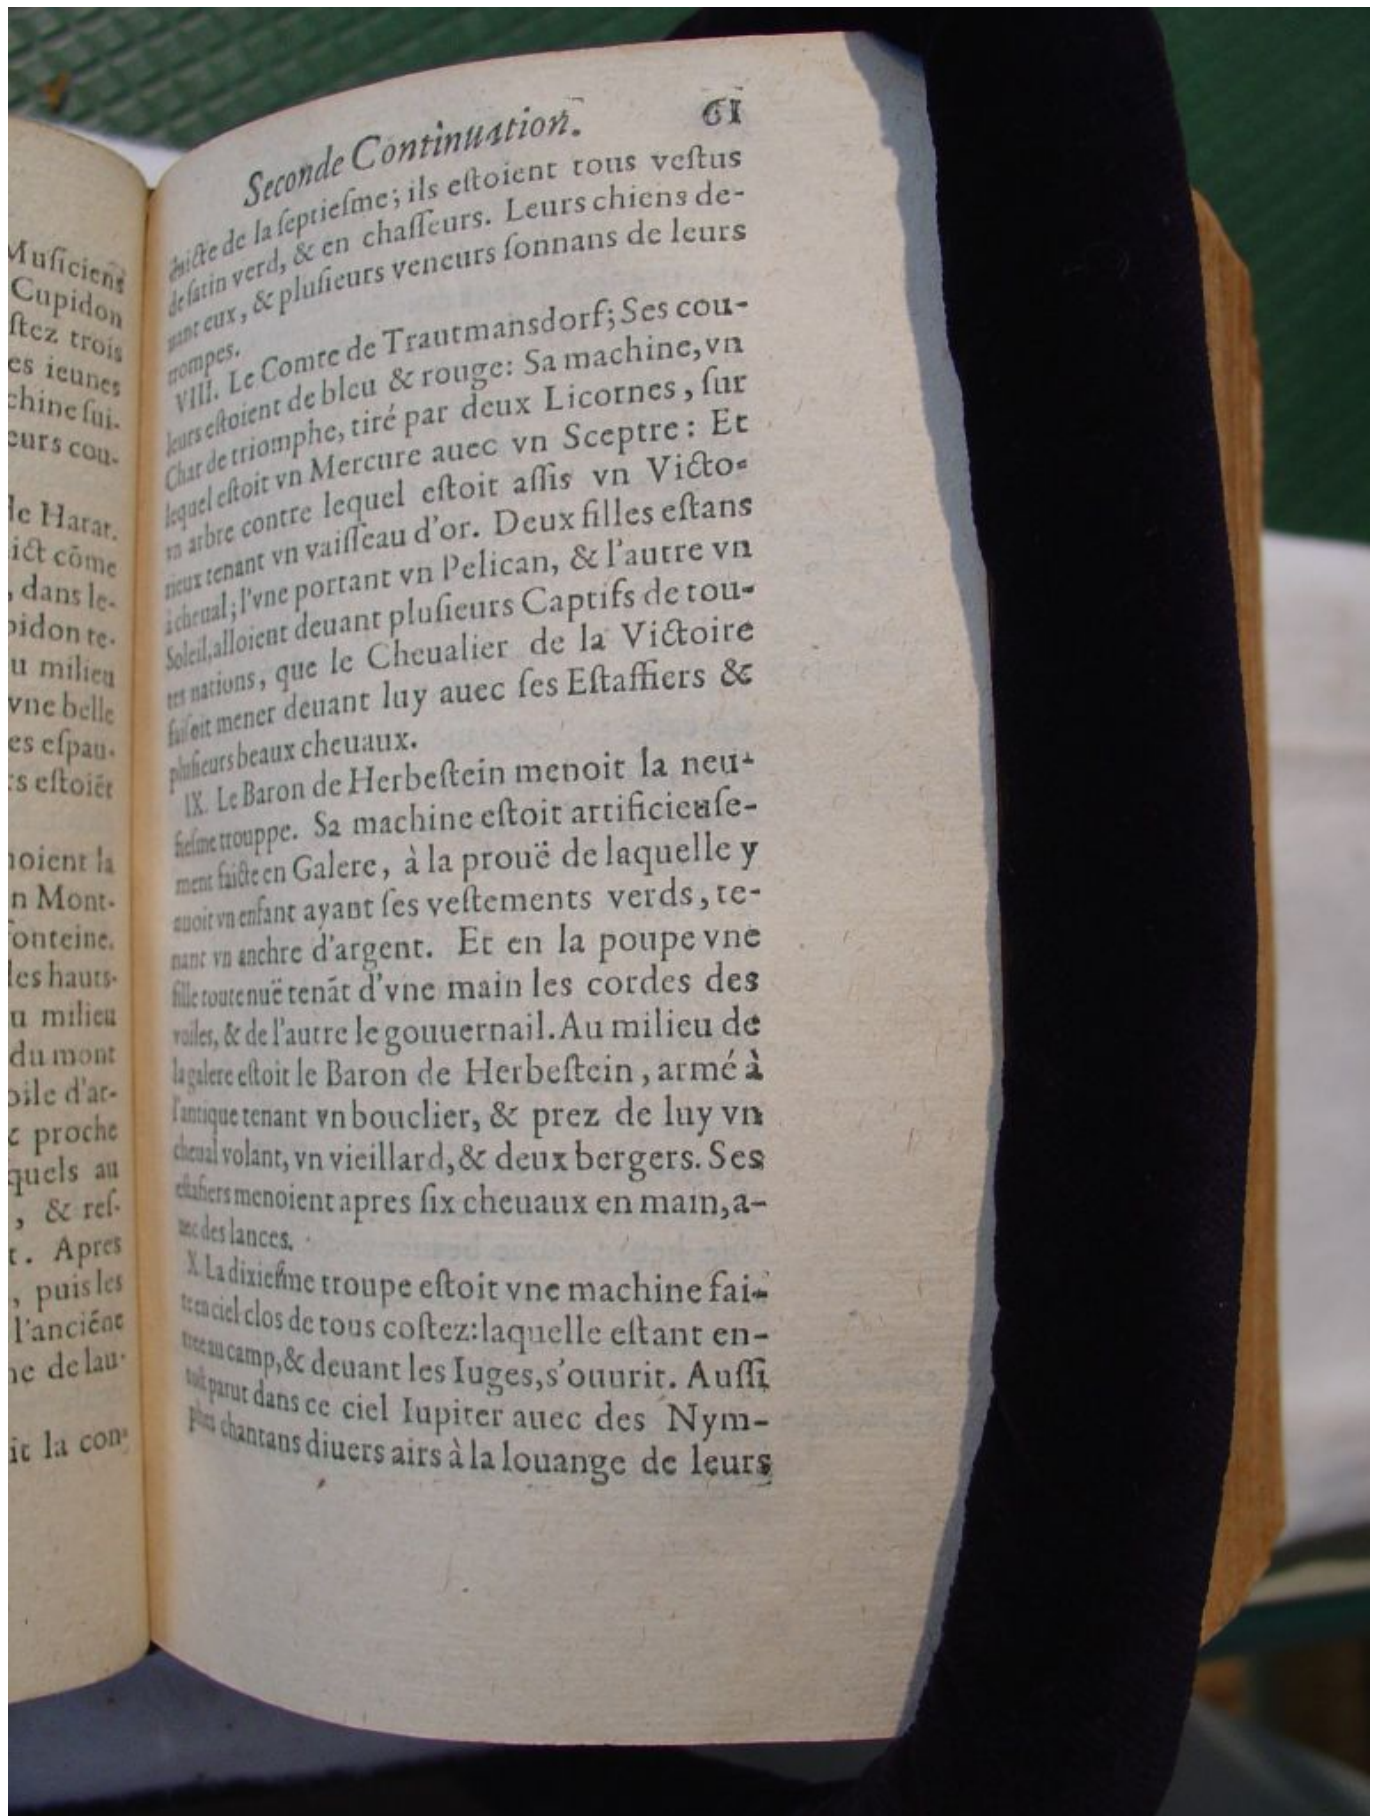 Musiciens
Cupidon
stez trois
es ieunes
chine sui-
eurs cou-
de Harat.
ict cōme
, dans le-
pidon te-
u milieu
vne belle
es espau-
rs estoiēt
noient la
n Mont-
fonteine.
les hauts-
u milieu
du mont
oile d'ar-
& proche
quels au
, & res-
t. Apres
, puis les
l'anciēne
ne de lau-
it la con-
Seconde Continuation. 61
de la septiesme; ils estoient tous vestus
de satin verd, & en chasseurs. Leurs chiens de-
uant eux, & plusieurs veneurs sonnans de leurs
trompes.
VIII. Le Comte de Trautmansdorf; Ses cou-
leurs estoient de bleu & rouge: Sa machine, vn
Char de triomphe, tiré par deux Licornes, sur
lequel estoit vn Mercure auec vn Sceptre: Et
vn arbre contre lequel estoit assis vn Victo-
rieux tenant vn vaisseau d'or. Deux filles estans
à cheual; l'vne portant vn Pelican, & l'autre vn
Soleil, alloient deuant plusieurs Captifs de tou-
tes nations, que le Cheualier de la Victoire
faisoit mener deuant luy auec ses Estaffiers &
plusieurs beaux cheuaux.
IX. Le Baron de Herbestein menoit la neu-
fiesme trouppe. Sa machine estoit artificieuse-
ment faicte en Galere, à la prouë de laquelle y
auoit vn enfant ayant ses vestements verds, te-
nant vn anchre d'argent. Et en la poupe vne
fille toute nuë tenāt d'vne main les cordes des
voiles, & de l'autre le gouuernail. Au milieu de
la galere estoit le Baron de Herbestein, armé à
l'antique tenant vn bouclier, & prez de luy vn
cheual volant, vn vieillard, & deux bergers. Ses
estafiers menoient apres six cheuaux en main, a-
uec des lances.
X. La dixiesme troupe estoit vne machine fai-
te en ciel clos de tous costez: laquelle estant en-
tree au camp, & deuant les Iuges, s'ouurit. Aussi
tost parut dans ce ciel Iupiter auec des Nym-
phes chantans diuers airs à la louange de leurs